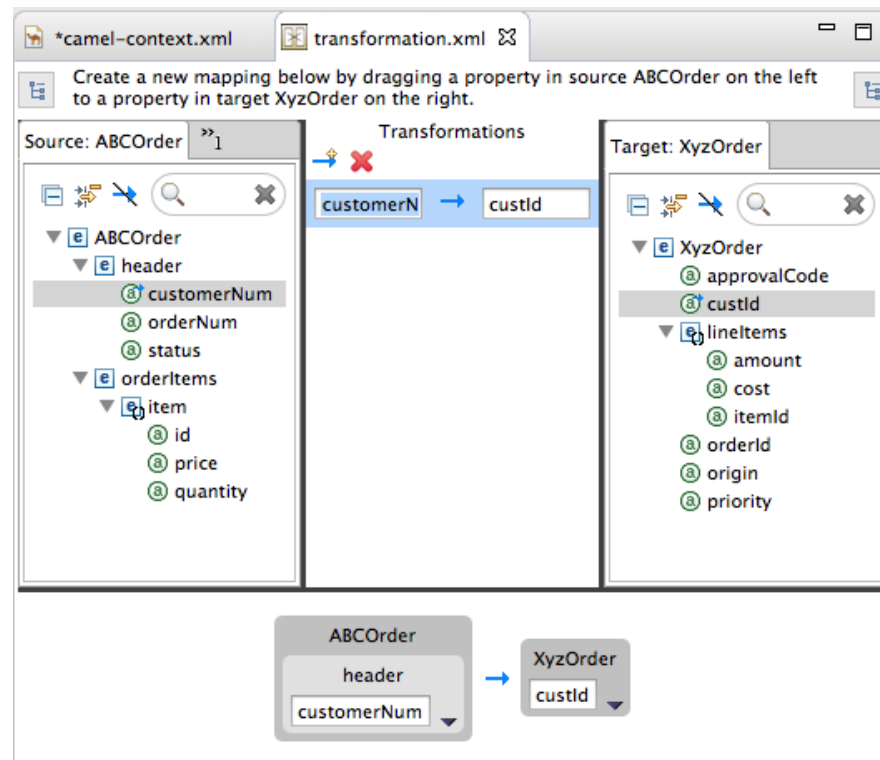 *camel-context.xml
transformation.xml
Create a new mapping below by dragging a property in source ABCOrder on the left
to a property in target XyzOrder on the right.
Source: ABCOrder
»1
Transformations
Target: XyzOrder
customerN
custId
ABCOrder
header
customerNum
orderNum
status
orderItems
item
id
price
quantity
XyzOrder
approvalCode
custId
lineItems
amount
cost
itemId
orderId
origin
priority
ABCOrder
header
customerNum
XyzOrder
custId